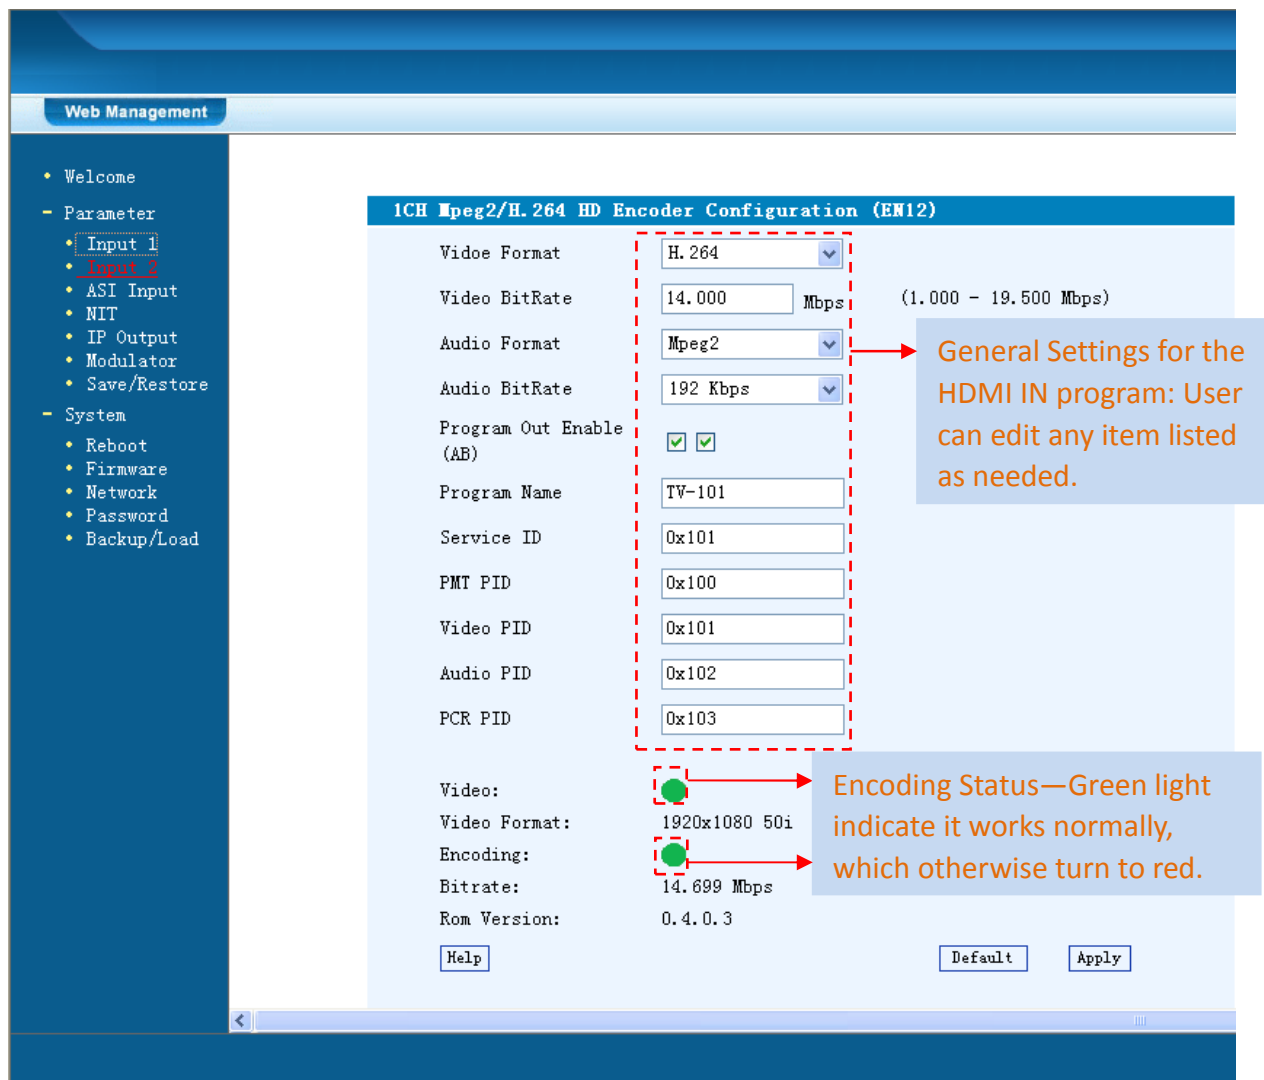 Web Management
Welcome
Parameter
Input 1
Input 2
ASI Input
NIT
IP Output
Modulator
Save/Restore
System
Reboot
Firmware
Network
Password
Backup/Load
1CH Mpeg2/H.264 HD Encoder Configuration (EN12)
Vidoe Format H.264
Video BitRate 14.000 Mbps (1.000 - 19.500 Mbps)
Audio Format Mpeg2
Audio BitRate 192 Kbps
Program Out Enable
(AB)
Program Name TV-101
Service ID 0x101
PMT PID 0x100
Video PID 0x101
Audio PID 0x102
PCR PID 0x103
General Settings for the
HDMI IN program: User
can edit any item listed
as needed.
Video:
Video Format: 1920x1080 50i
Encoding:
Bitrate: 14.699 Mbps
Rom Version: 0.4.0.3
Encoding Status—Green light
indicate it works normally,
which otherwise turn to red.
Help Default Apply